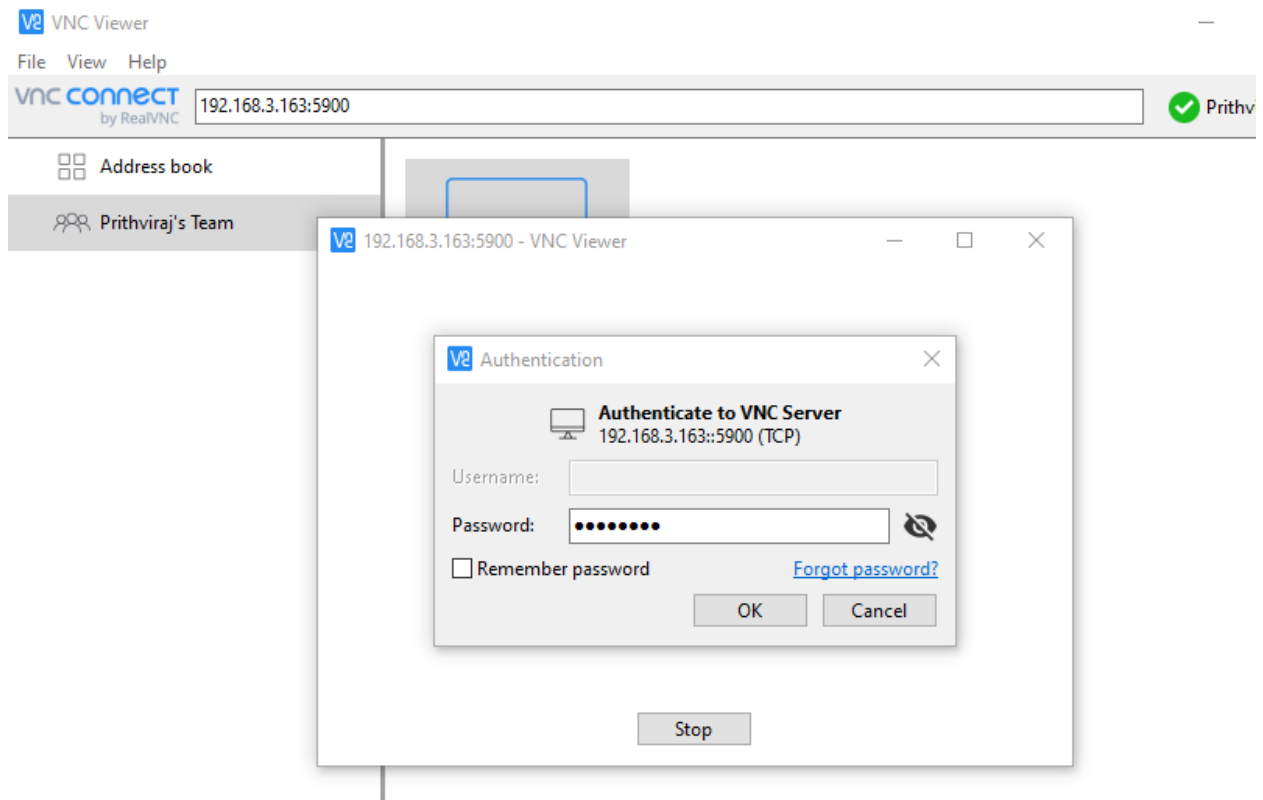 VNC Viewer
File View Help
vnc connect
by RealVNC
192.168.3.163:5900
Prithv
Address book
Prithviraj's Team
192.168.3.163:5900 - VNC Viewer
Authentication
Authenticate to VNC Server
192.168.3.163::5900 (TCP)
Username:
Password: ●●●●●●●●
Remember password Forgot password?
OK Cancel
Stop